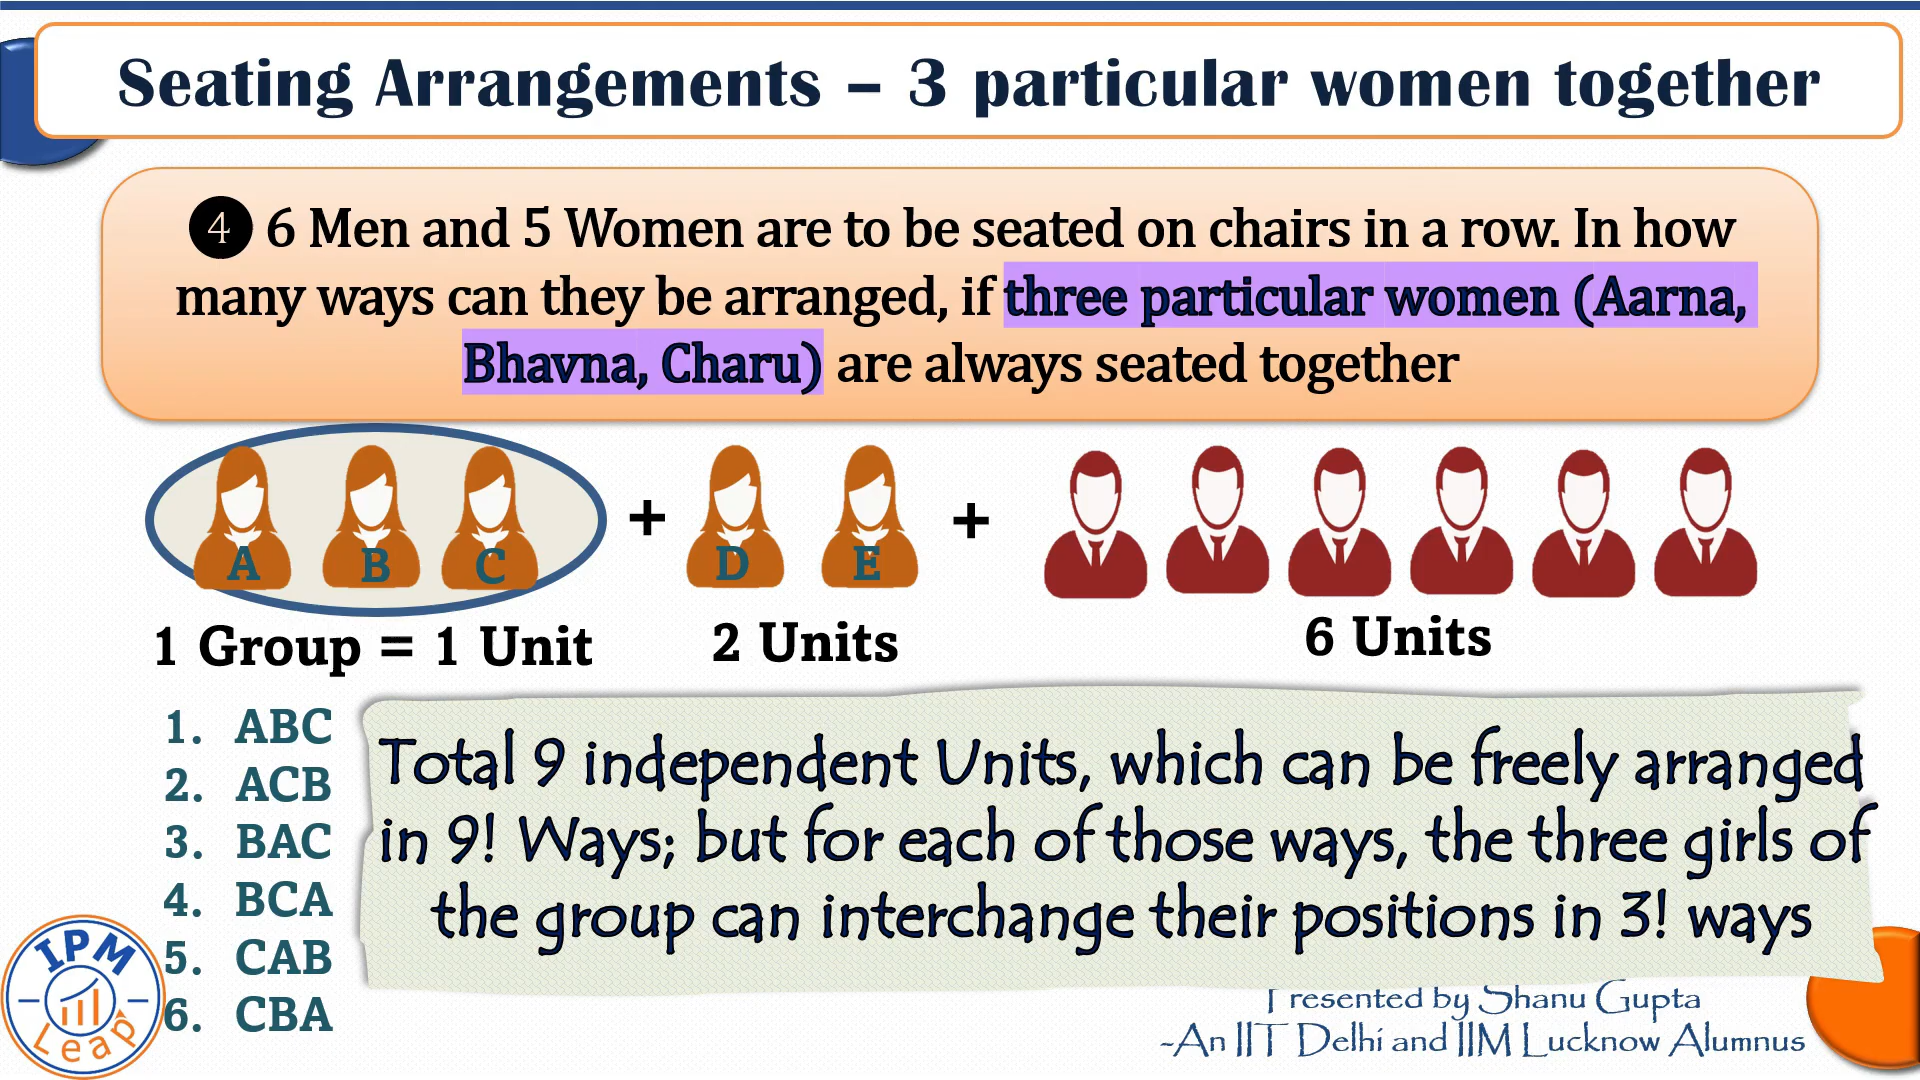 Seating Arrangements – 3 particular women together
❹ 6 Men and 5 Women are to be seated on chairs in a row. In how
many ways can they be arranged, if three particular women (Aarna,
Bhavna, Charu) are always seated together
A B C + D E +
1 Group = 1 Unit
2 Units
6 Units
1. ABC
2. ACB
3. BAC
4. BCA
5. CAB
6. CBA
Total 9 independent Units, which can be freely arranged
in 9! Ways; but for each of those ways, the three girls of
the group can interchange their positions in 3! ways
IPM
Leap
Presented by Shanu Gupta
-An IIT Delhi and IIM Lucknow Alumnus